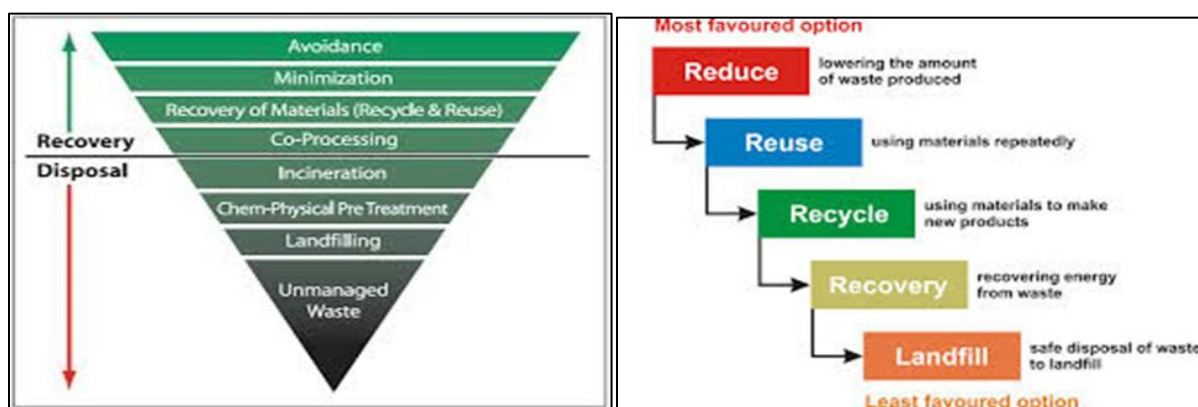 Avoidance
Minimization
Recovery of Materials (Recycle & Reuse)
Co-Processing
Recovery
Disposal
Incineration
Chem-Physical Pre Treatment
Landfilling
Unmanaged
Waste
Most favoured option
Reduce
lowering the amount
of waste produced
Reuse
using materials repeatedly
Recycle
using materials to make
new products
Recovery
recovering energy
from waste
Landfill
safe disposal of waste
to landfill
Least favoured option